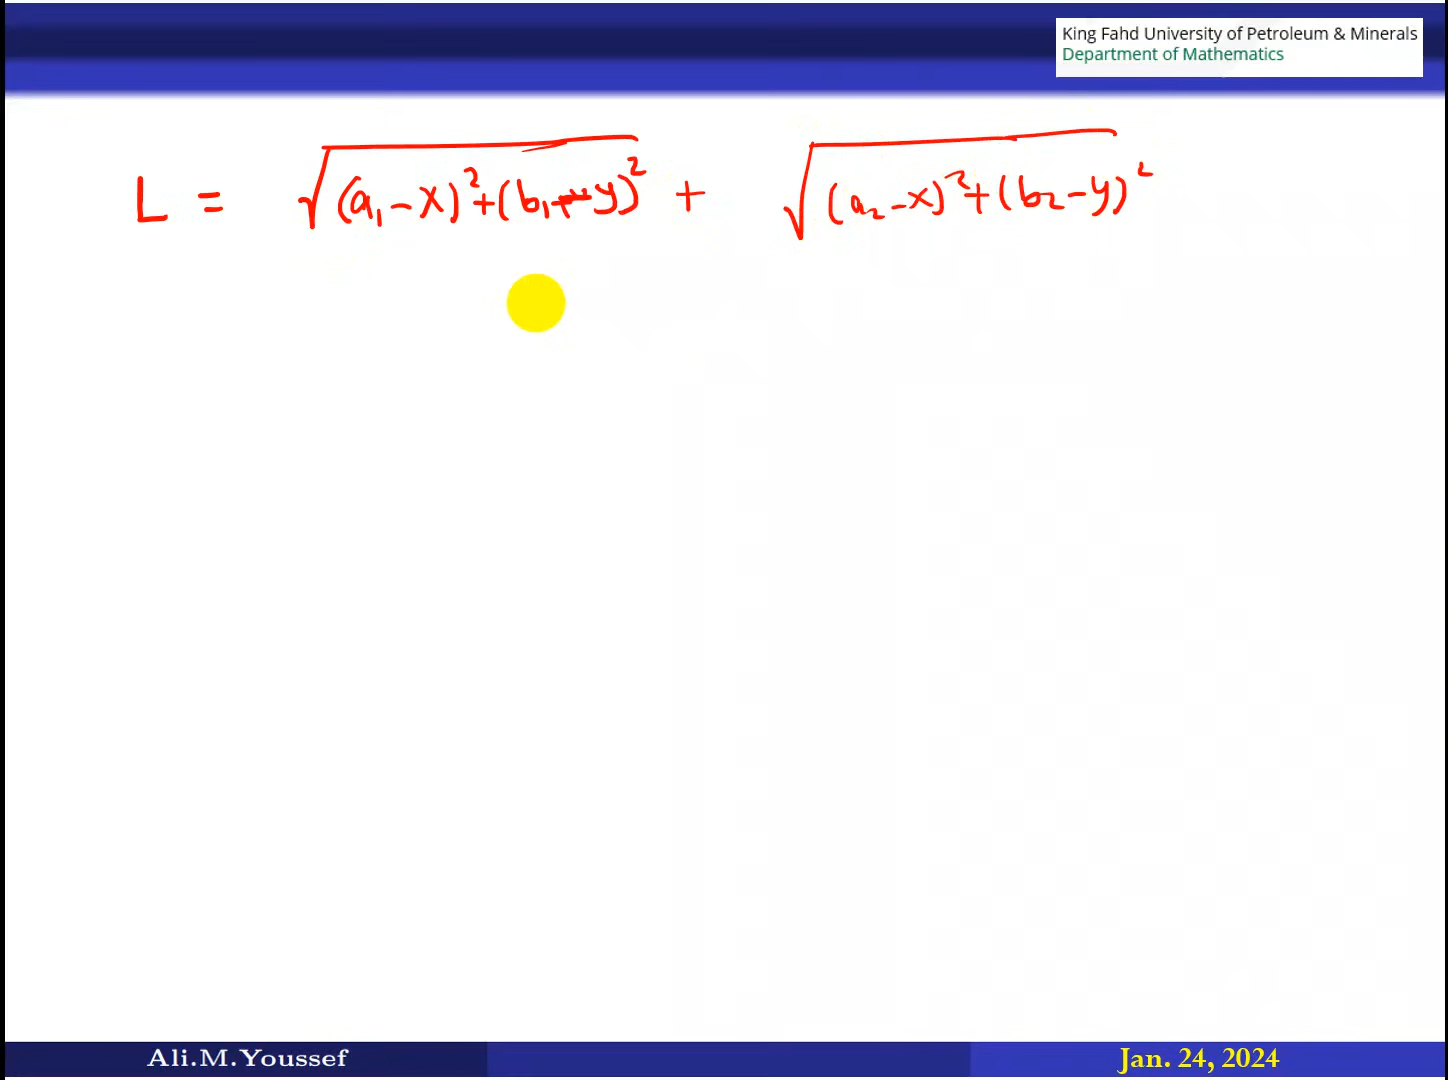 King Fahd University of Petroleum & Minerals
Department of Mathematics
L = √((a₁-x)²+(b₁-y)²) + √((a₂-x)²+(b₂-y)²)
Ali.M.Youssef
Jan. 24, 2024